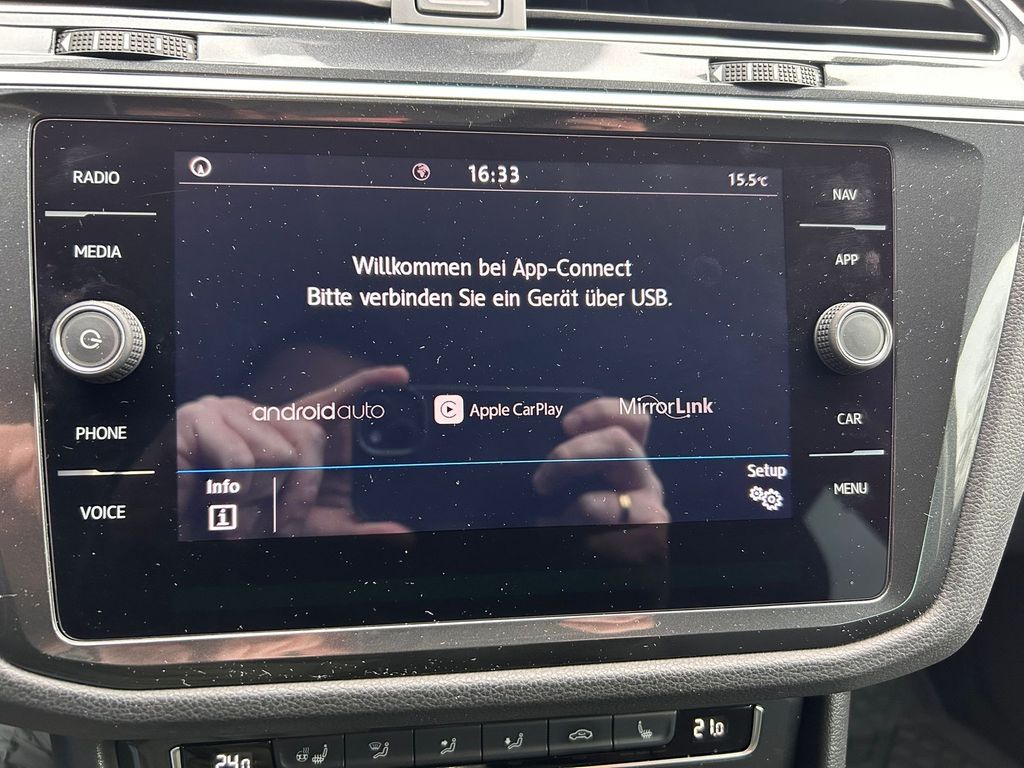 RADIO
MEDIA
PHONE
VOICE
16:33
15.5°C
Willkommen bei App-Connect
Bitte verbinden Sie ein Gerät über USB.
androidauto
Apple CarPlay
MirrorLink
Info
i
Setup
NAV
APP
CAR
MENU
24.0
21.0